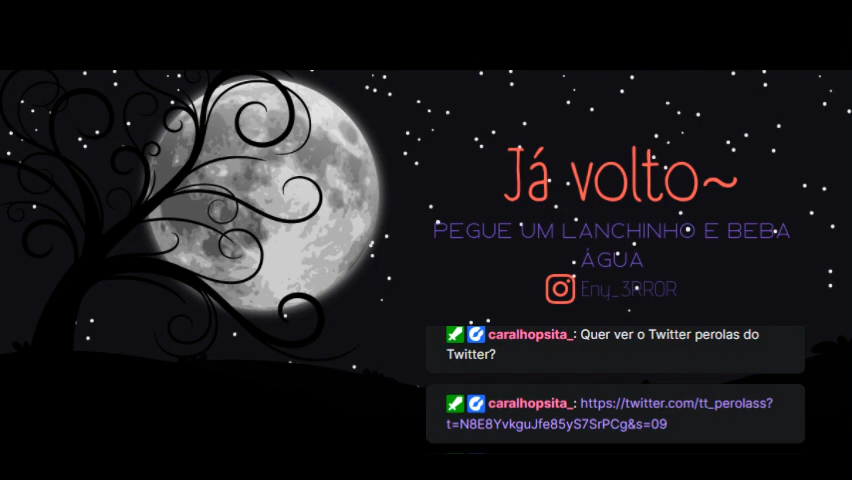 Já volto~
PEGUE UM LANCHINHO E BEBA
ÁGUA
Eny_3RR0R
caralhopsita_: Quer ver o Twitter perolas do
Twitter?
caralhopsita_: https://twitter.com/tt_perolass?
t=N8E8YvkguJfe85yS7SrPCg&s=09